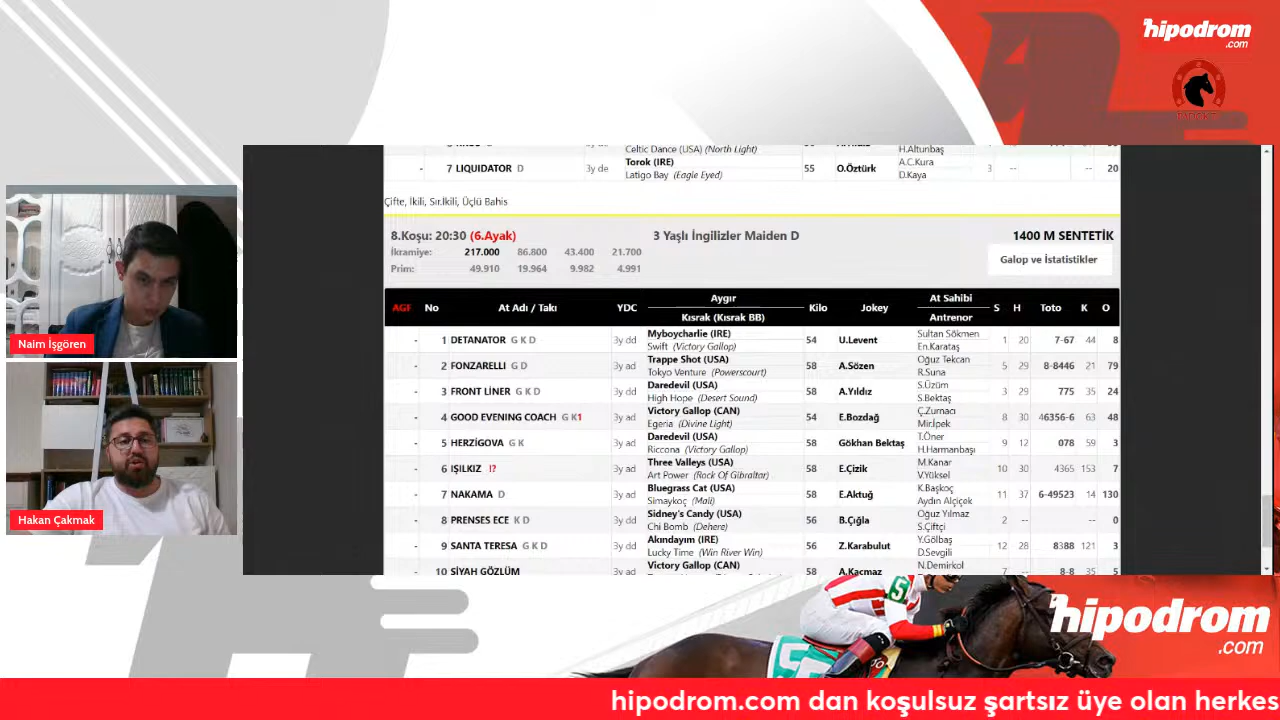 hipodrom
.com
Celtic Dance (USA) (North Light) H.Altunbaş
7 LIQUIDATOR D 3y de Torok (IRE) 55 O.Öztürk A.C.Kura 3 -- -- 20
Latigo Bay (Eagle Eyed) D.Kaya
Çifte, İkili, Sır.İkili, Üçlü Bahis
8.Koşu: 20:30 (6.Ayak) 3 Yaşlı İngilizler Maiden D 1400 M SENTETİK
İkramiye: 217.000 86.800 43.400 21.700 Galop ve İstatistikler
Prim: 49.910 19.964 9.982 4.991
AGF No At Adı / Takı YDC Aygır Kilo Jokey At Sahibi S H Toto K O
Kısrak (Kısrak BB) Antrenor
- 1 DETANATOR G K D 3y dd Myboycharlie (IRE) 54 U.Levent Sultan Sökmen 1 20 7-67 44 8
Swift (Victory Gallop) En.Karataş
- 2 FONZARELLI G D 3y ad Trappe Shot (USA) 58 A.Sözen Oğuz Tekcan 5 29 8-8446 21 79
Tokyo Venture (Powerscourt) R.Suna
- 3 FRONT LİNER G K D 3y ad Daredevil (USA) 58 A.Yıldız S.Üzüm 3 29 775 35 24
High Hope (Desert Sound) S.Bektaş
- 4 GOOD EVENING COACH G K1 3y ad Victory Gallop (CAN) 54 E.Bozdağ Ç.Zurnacı 8 30 46356-6 63 48
Egeria (Divine Light) Mir.İpek
- 5 HERZİGOVA G K 3y ad Daredevil (USA) 58 Gökhan Bektaş T.Öner 9 12 078 59 3
Riccona (Victory Gallop) H.Harmanbaşı
- 6 IŞILKIZ !? 3y ad Three Valleys (USA) 58 E.Çizik M.Kanar 10 30 4365 153 7
Art Power (Rock Of Gibraltar) V.Yüksel
- 7 NAKAMA D 3y ad Bluegrass Cat (USA) 58 E.Aktuğ K.Başkoç 11 37 6-49523 14 130
Simaykoç (Mail) Aydın Alçiçek
- 8 PRENSES ECE K D 3y dd Sidney's Candy (USA) 56 B.Çığla Oğuz Yılmaz 2 -- -- 0
Chi Bomb (Dehere) S.Çiftçi
- 9 SANTA TERESA G K D 3y dd Akındayım (IRE) 56 Z.Karabulut Y.Gölbaş 12 28 8388 121 3
Lucky Time (Win River Win) D.Sevgili
- 10 SİYAH GÖZLÜM 3y ad Victory Gallop (CAN) 58 A.Kaçmaz N.Demirkol 7 -- 8-8 35 5
Naim İşgören
Hakan Çakmak
5
hipodrom
.com
hipodrom.com dan koşulsuz şartsız üye olan herkes